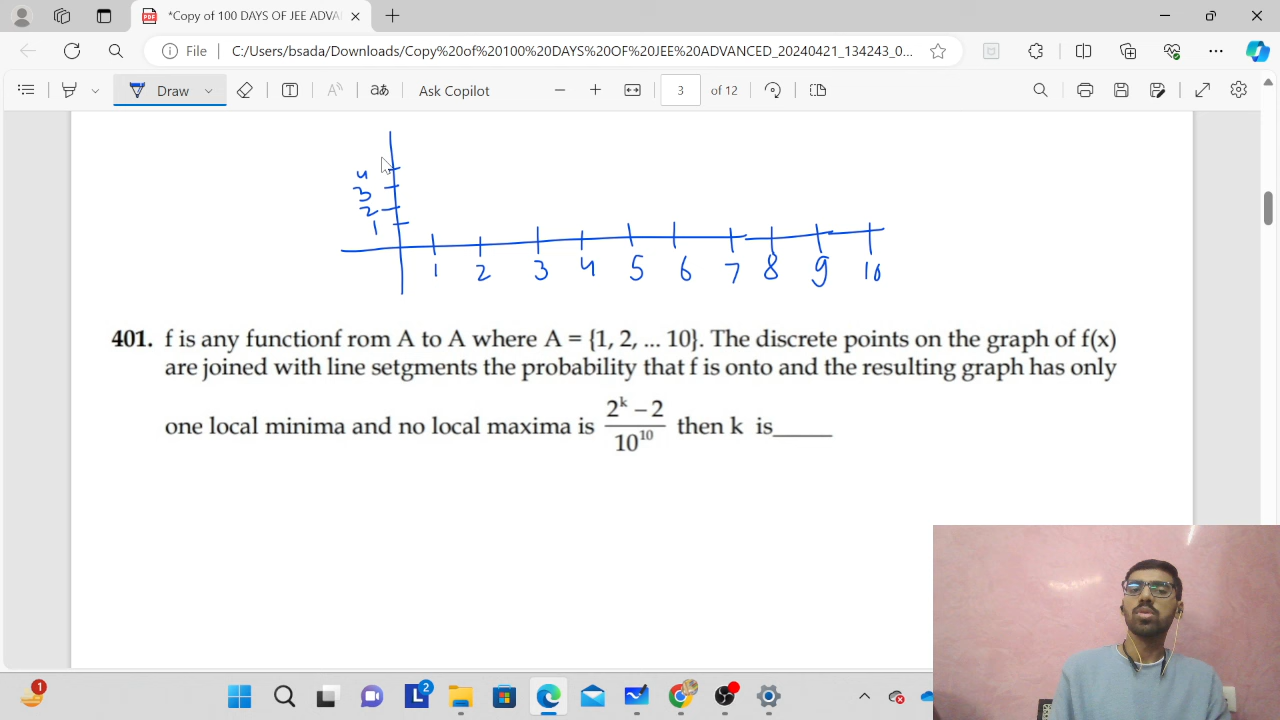 *Copy of 100 DAYS OF JEE ADVA
File C:/Users/bsada/Downloads/Copy%20of%20100%20DAYS%20OF%20JEE%20ADVANCED_20240421_134243_0...
Draw Ask Copilot 3 of 12
4
3
2
1
1 2 3 4 5 6 7 8 9 10
401. f is any functionf rom A to A where A = {1, 2, ... 10}. The discrete points on the graph of f(x)
are joined with line setgments the probability that f is onto and the resulting graph has only
one local minima and no local maxima is (2^k – 2)/10^10 then k is_____
1 2